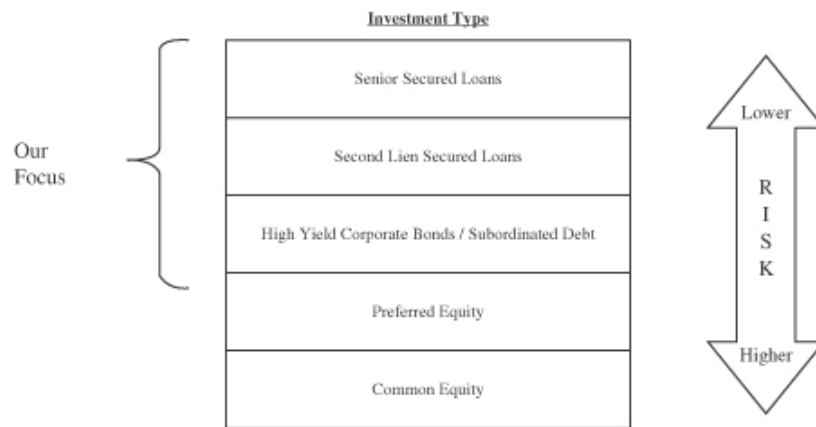 Investment Type
Senior Secured Loans
Our
Focus
Second Lien Secured Loans
High Yield Corporate Bonds / Subordinated Debt
Preferred Equity
Common Equity
Lower
R
I
S
K
Higher